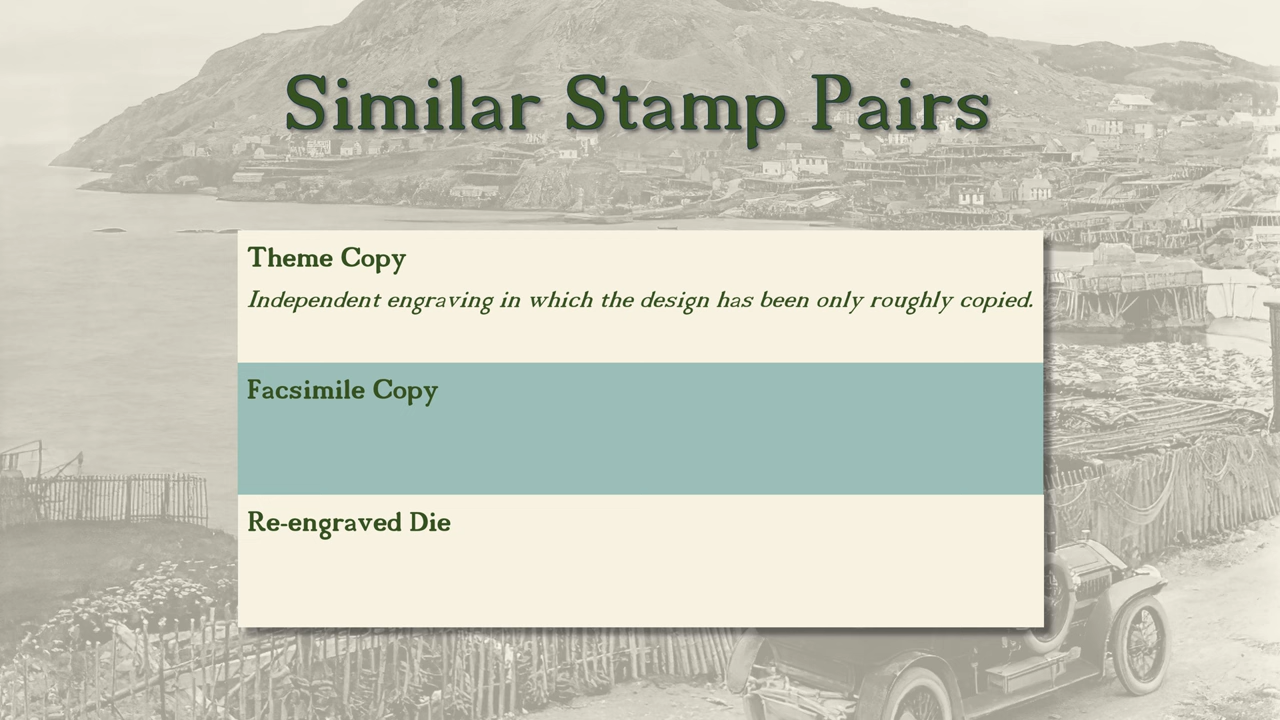 Similar Stamp Pairs
Theme Copy
Independent engraving in which the design has been only roughly copied.
Facsimile Copy
Re-engraved Die